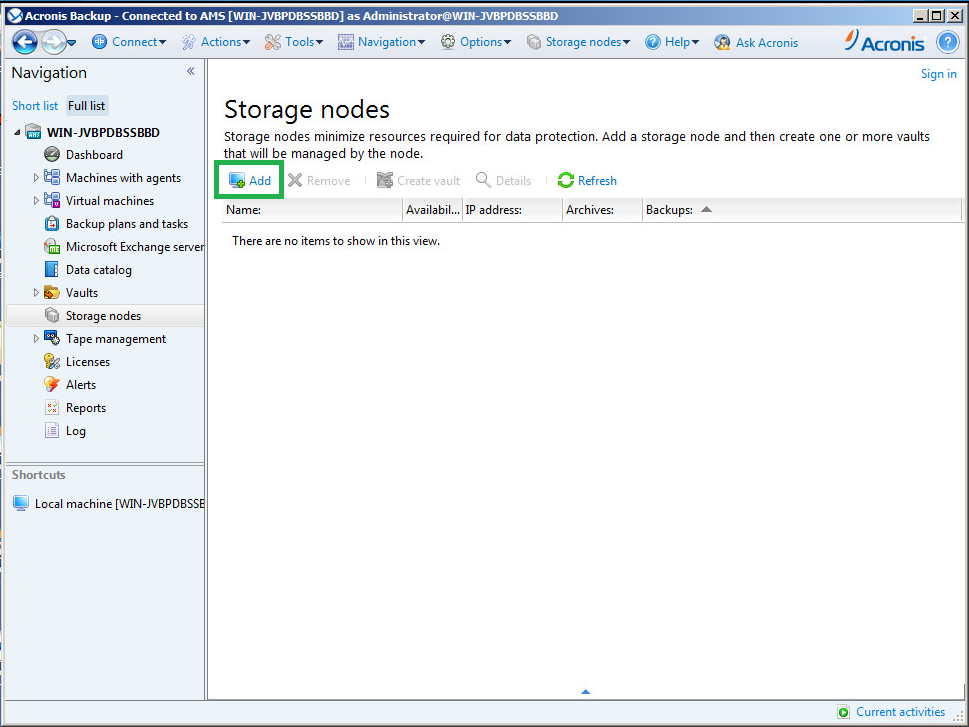 Acronis Backup - Connected to AMS [WIN-JVBPDBSSBBD] as Administrator@WIN-JVBPDBSSBBD
Connect Actions Tools Navigation Options Storage nodes Help Ask Acronis Acronis ?
Navigation «
Sign in
Short list Full list
WIN-JVBPDBSSBBD
Dashboard
Machines with agents
Virtual machines
Backup plans and tasks
Microsoft Exchange server
Data catalog
Vaults
Storage nodes
Tape management
Licenses
Alerts
Reports
Log
Shortcuts
Local machine [WIN-JVBPDBSSE
Storage nodes
Storage nodes minimize resources required for data protection. Add a storage node and then create one or more vaults
that will be managed by the node.
Add Remove Create vault Details Refresh
Name: Availabil... IP address: Archives: Backups:
There are no items to show in this view.
Current activities